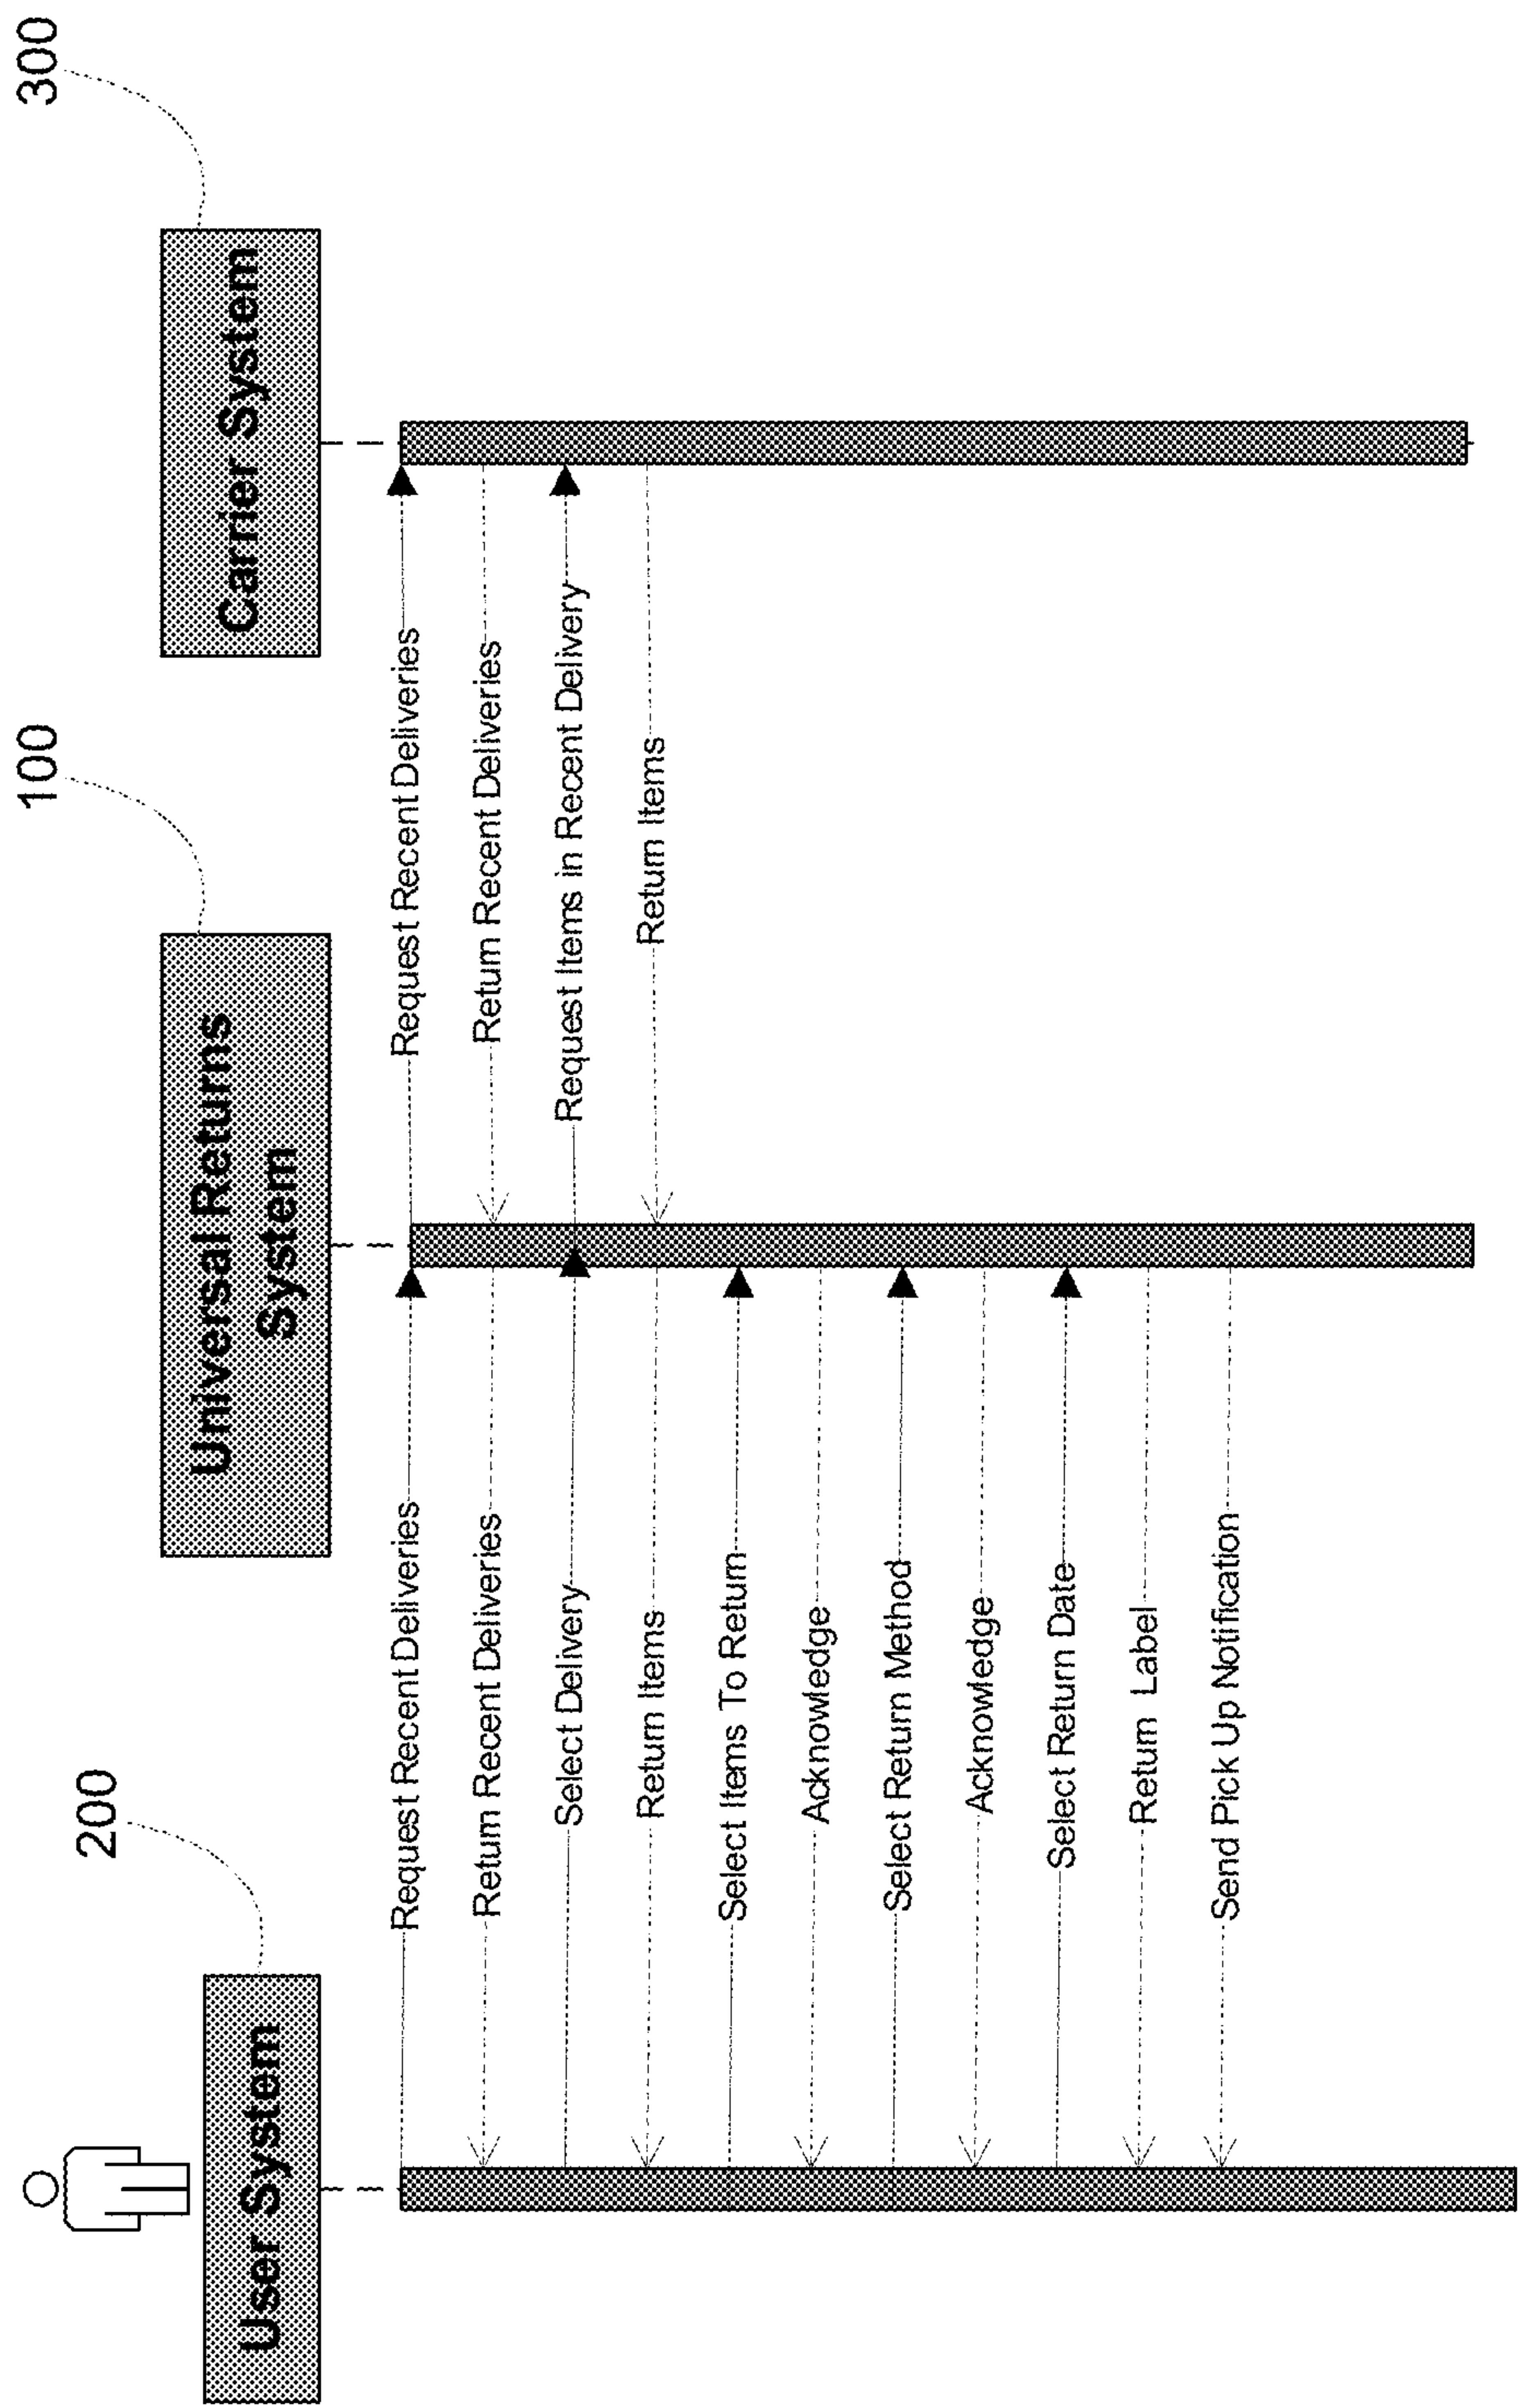 200
100
300
User System
Universal Returns
System
Carrier System
Request Recent Deliveries
Request Recent Deliveries
Return Recent Deliveries
Return Recent Deliveries
Select Delivery
Request Items in Recent Delivery
Return Items
Return Items
Select Items To Return
Acknowledge
Select Return Method
Acknowledge
Select Return Date
Return Label
Send Pick Up Notification